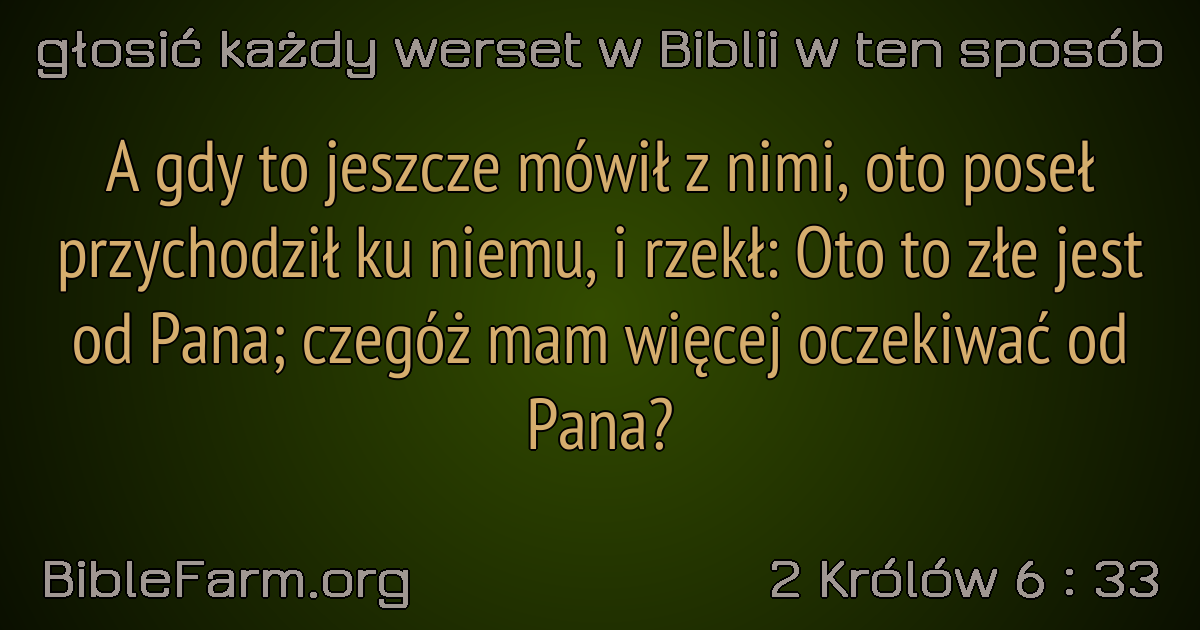 głosić każdy werset w Biblii w ten sposób
A gdy to jeszcze mówił z nimi, oto poseł
przychodził ku niemu, i rzekł: Oto to złe jest
od Pana; czegóż mam więcej oczekiwać od
Pana?
BibleFarm.org
2 Królów 6 : 33